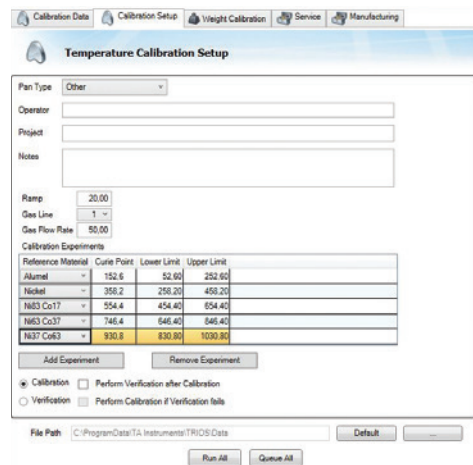 Calibration Data Calibration Setup Weight Calibration Service Manufacturing
Temperature Calibration Setup
Pan Type Other
Operator
Project
Notes
Ramp 20,00
Gas Line 1
Gas Flow Rate 50,00
Calibration Experiments
Reference Material Curie Point Lower Limit Upper Limit
Alumel 152,6 52,60 252,60
Nickel 358,2 258,20 458,20
Ni83 Co17 554,4 454,40 654,40
Ni63 Co37 746,4 646,40 846,40
Ni37 Co63 930,8 830,80 1030,80
Add Experiment Remove Experiment
Calibration Perform Verification after Calibration
Verification Perform Calibration if Verification fails
File Path C:\ProgramData\TA Instruments\TRIOS\Data Default ...
Run All Queue All